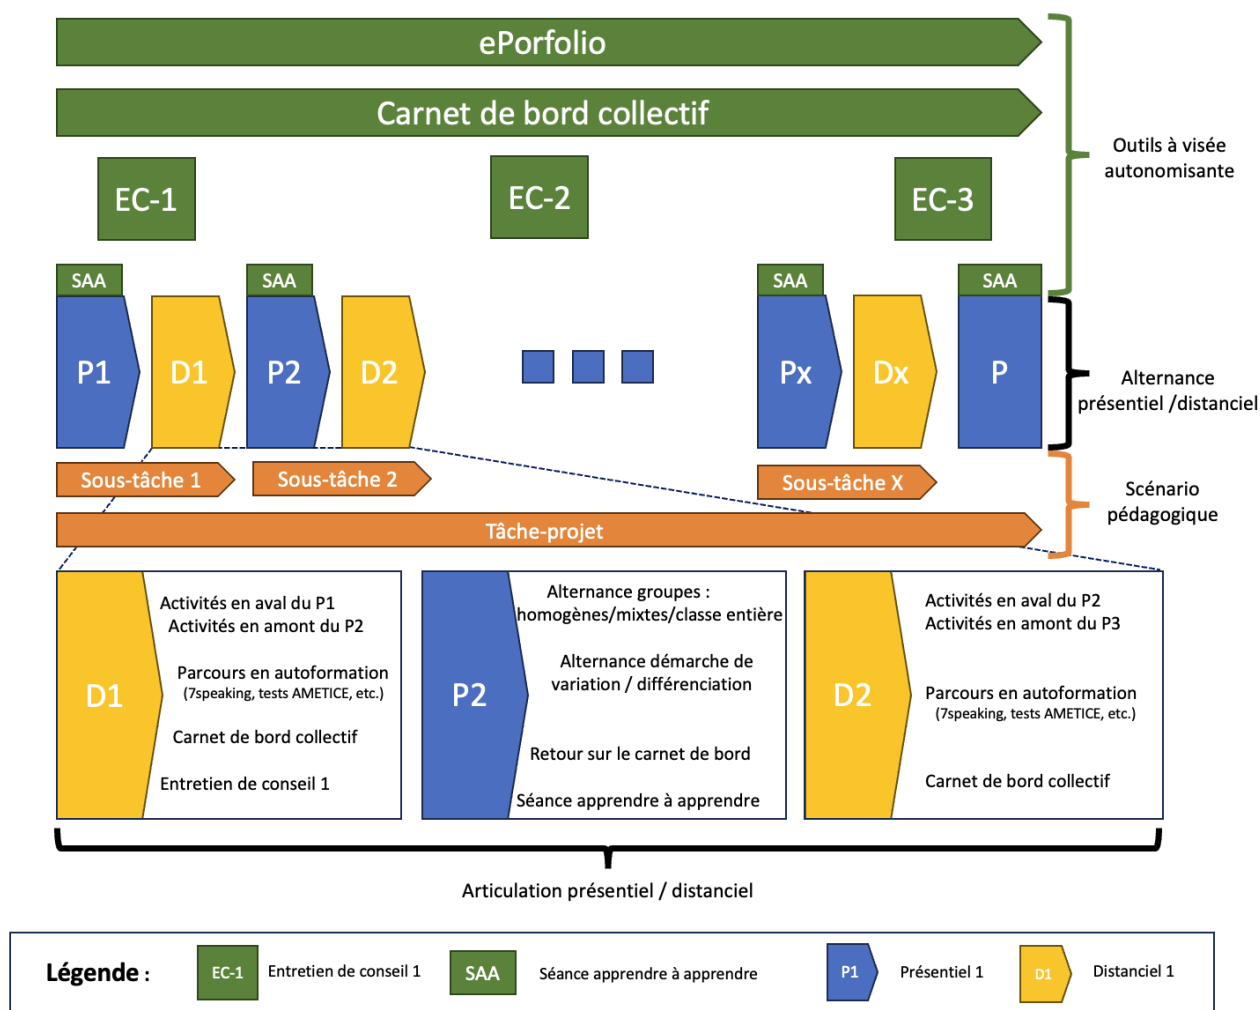 ePorfolio
Carnet de bord collectif
EC-1
EC-2
EC-3
Outils à visée
autonomisante
SAA
SAA
SAA
SAA
P1
D1
P2
D2
Px
Dx
P
Alternance
présentiel /distanciel
Sous-tâche 1
Sous-tâche 2
Sous-tâche X
Tâche-projet
Scénario
pédagogique
D1
Activités en aval du P1
Activités en amont du P2
Parcours en autoformation
(7speaking, tests AMETICE, etc.)
Carnet de bord collectif
Entretien de conseil 1
P2
Alternance groupes :
homogènes/mixtes/classe entière
Alternance démarche de
variation / différenciation
Retour sur le carnet de bord
Séance apprendre à apprendre
D2
Activités en aval du P2
Activités en amont du P3
Parcours en autoformation
(7speaking, tests AMETICE, etc.)
Carnet de bord collectif
Articulation présentiel / distanciel
Légende :
EC-1
Entretien de conseil 1
SAA
Séance apprendre à apprendre
P1
Présentiel 1
D1
Distanciel 1